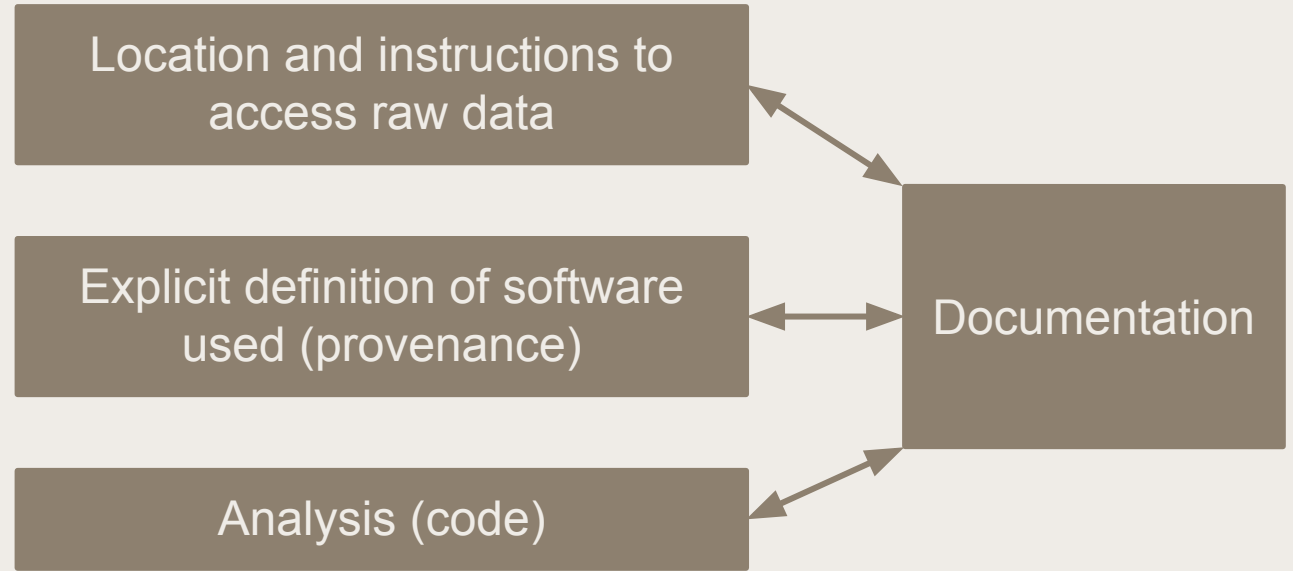 Location and instructions to
access raw data
Explicit definition of software
used (provenance)
Documentation
Analysis (code)